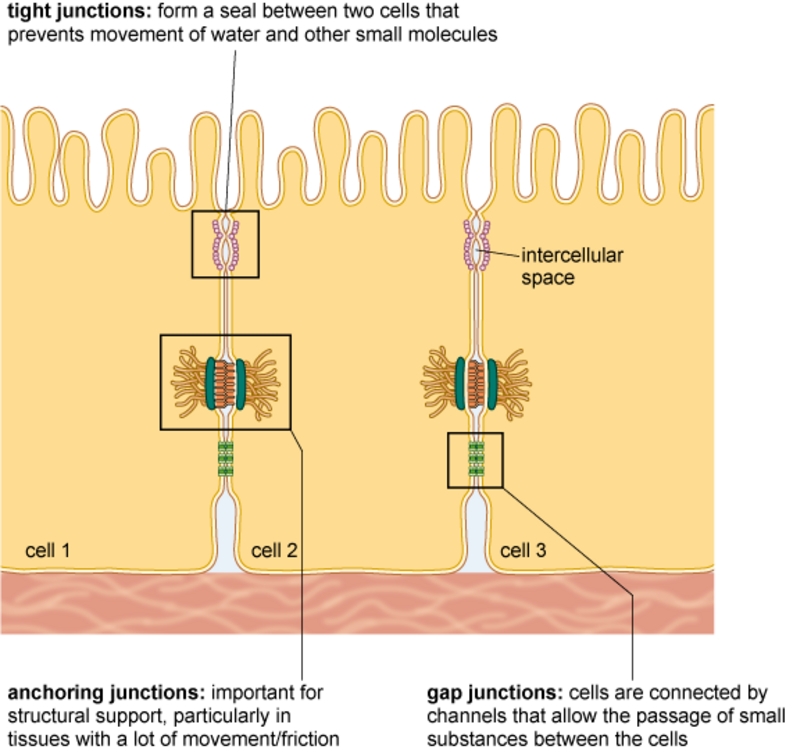 tight junctions: form a seal between two cells that
prevents movement of water and other small molecules
intercellular
space
cell 1
cell 2
cell 3
anchoring junctions: important for
structural support, particularly in
tissues with a lot of movement/friction
gap junctions: cells are connected by
channels that allow the passage of small
substances between the cells